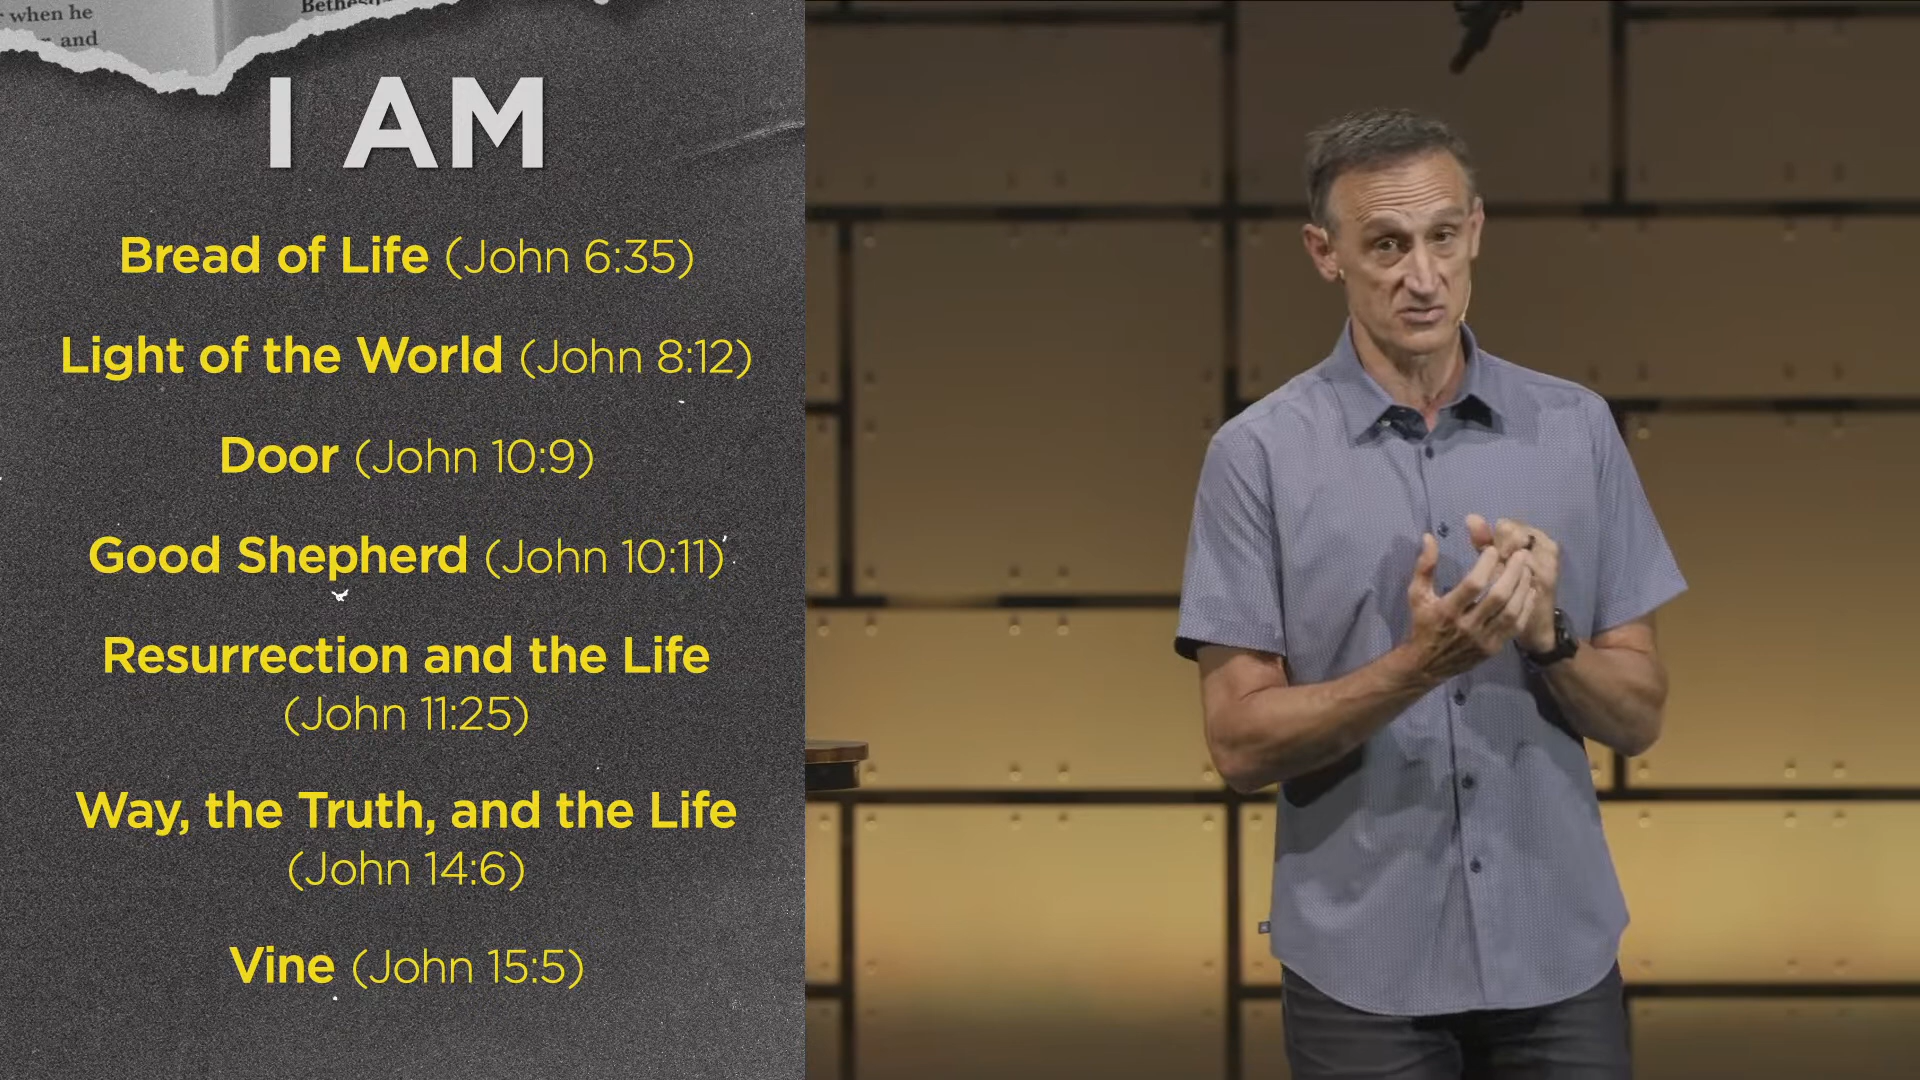 when he
and
I AM
Bread of Life (John 6:35)
Light of the World (John 8:12)
Door (John 10:9)
Good Shepherd (John 10:11)
Resurrection and the Life
(John 11:25)
Way, the Truth, and the Life
(John 14:6)
Vine (John 15:5)